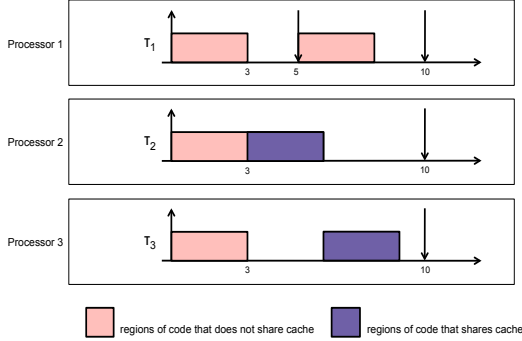 Processor 1
T1
3
5
10
Processor 2
T2
3
10
Processor 3
T3
3
10
regions of code that does not share cache
regions of code that shares cache